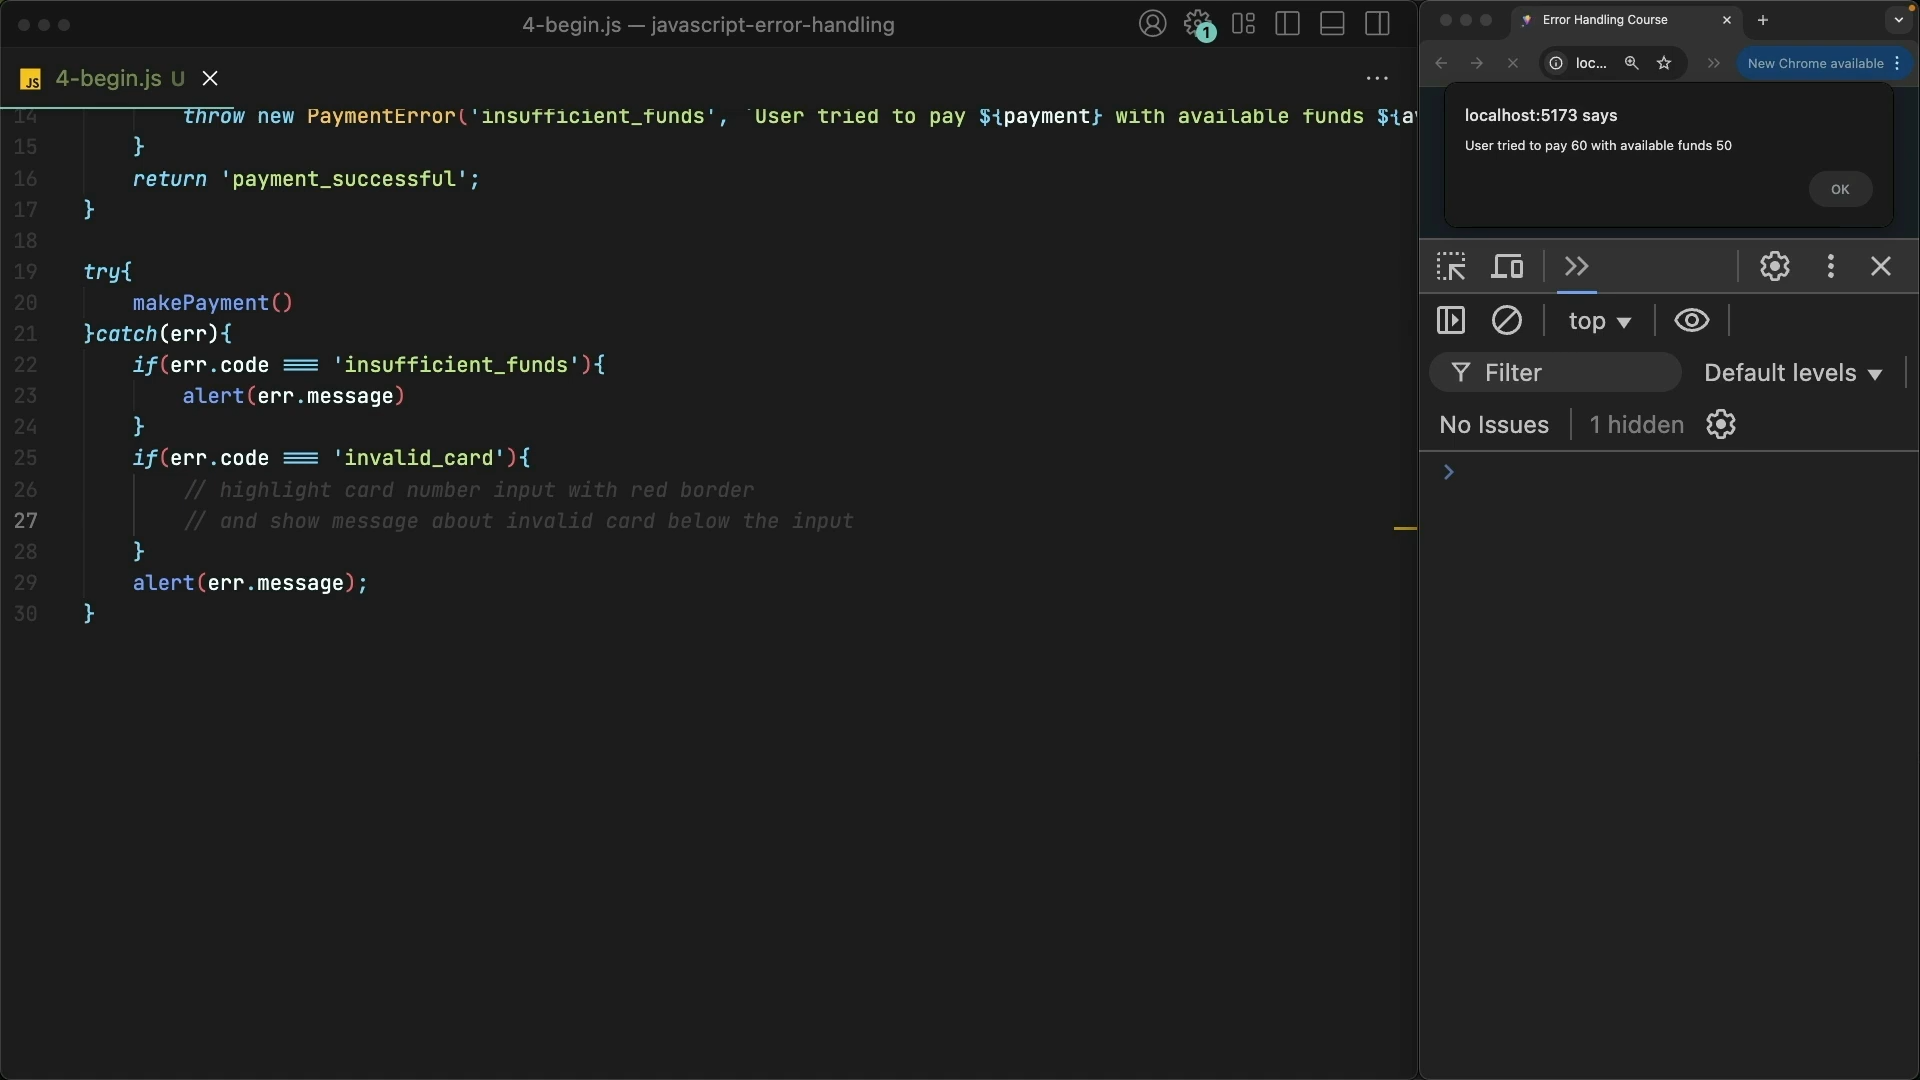 4-begin.js — javascript-error-handling
1
JS 4-begin.js U
14 throw new PaymentError('insufficient_funds', `User tried to pay ${payment} with available funds ${a
15 }
16 return 'payment_successful';
17 }
18
19 try{
20 makePayment()
21 }catch(err){
22 if(err.code === 'insufficient_funds'){
23 alert(err.message)
24 }
25 if(err.code === 'invalid_card'){
26 // highlight card number input with red border
27 // and show message about invalid card below the input
28 }
29 alert(err.message);
30 }
Error Handling Course
loc...
New Chrome available
localhost:5173 says
User tried to pay 60 with available funds 50
OK
top
Filter
Default levels
No Issues
1 hidden